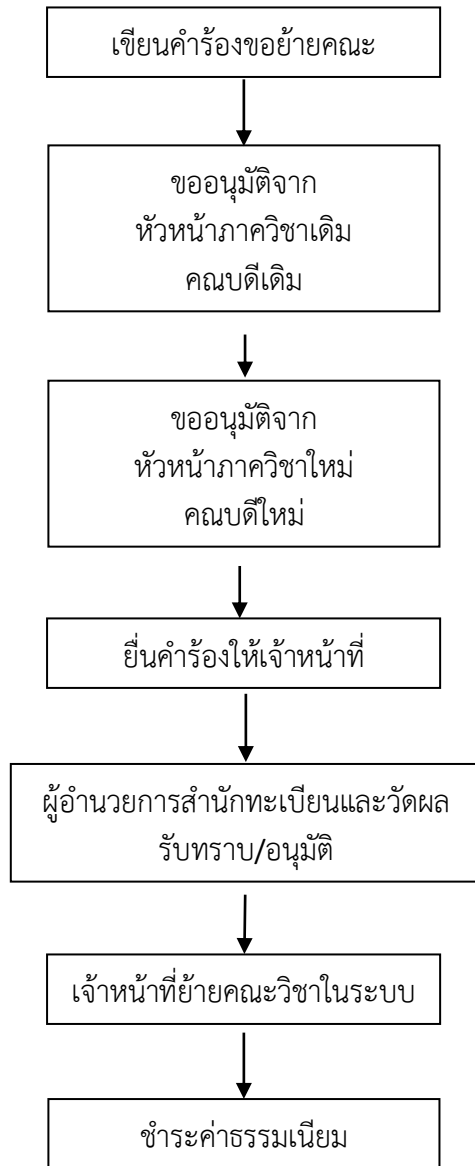 เขียนคำร้องขอย้ายคณะ
ขออนุมัติจาก
หัวหน้าภาควิชาเดิม
คณบดีเดิม
ขออนุมัติจาก
หัวหน้าภาควิชาใหม่
คณบดีใหม่
ยื่นคำร้องให้เจ้าหน้าที่
ผู้อำนวยการสำนักทะเบียนและวัดผล
รับทราบ/อนุมัติ
เจ้าหน้าที่ย้ายคณะวิชาในระบบ
ชำระค่าธรรมเนียม